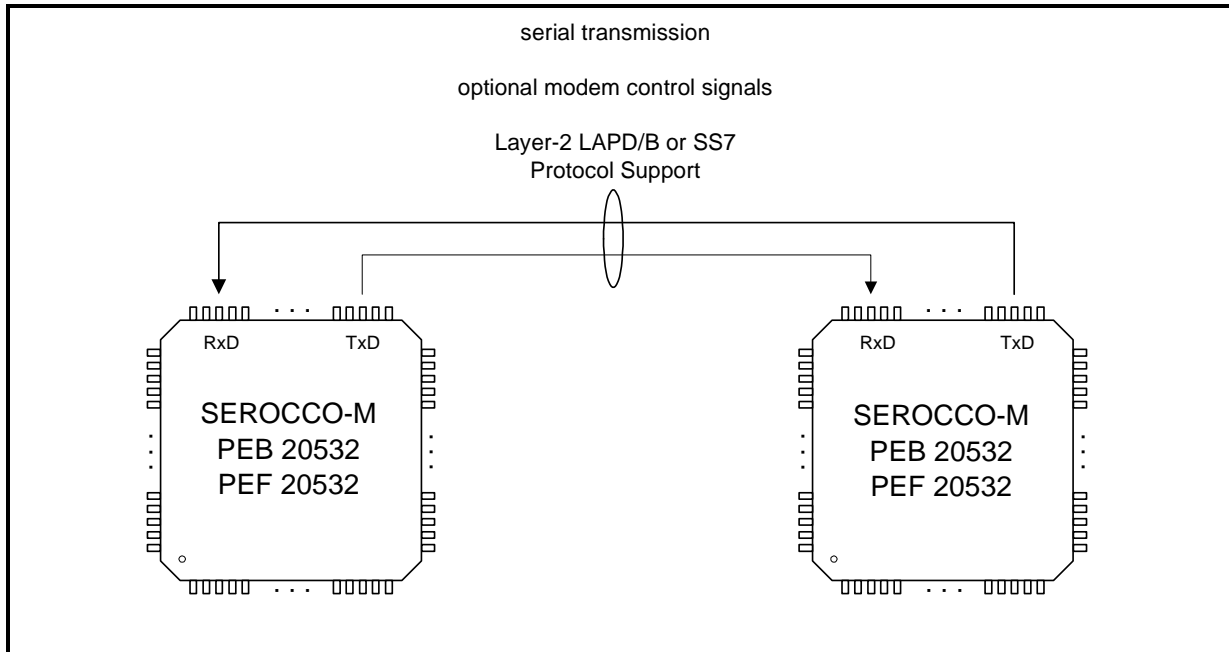 serial transmission
optional modem control signals
Layer-2 LAPD/B or SS7
Protocol Support
RxD
TxD
SEROCCO-M
PEB 20532
PEF 20532
RxD
TxD
SEROCCO-M
PEB 20532
PEF 20532